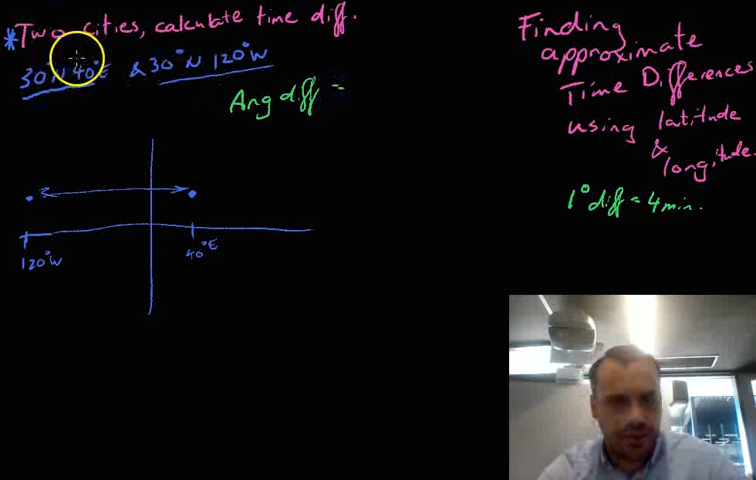 *Two cities, calculate time diff.
30°N 40°E & 30°N 120°W
Ang diff =
120°W
40°E
Finding
approximate
Time Differences
using latitude
&
longitude.
1° diff = 4 min.